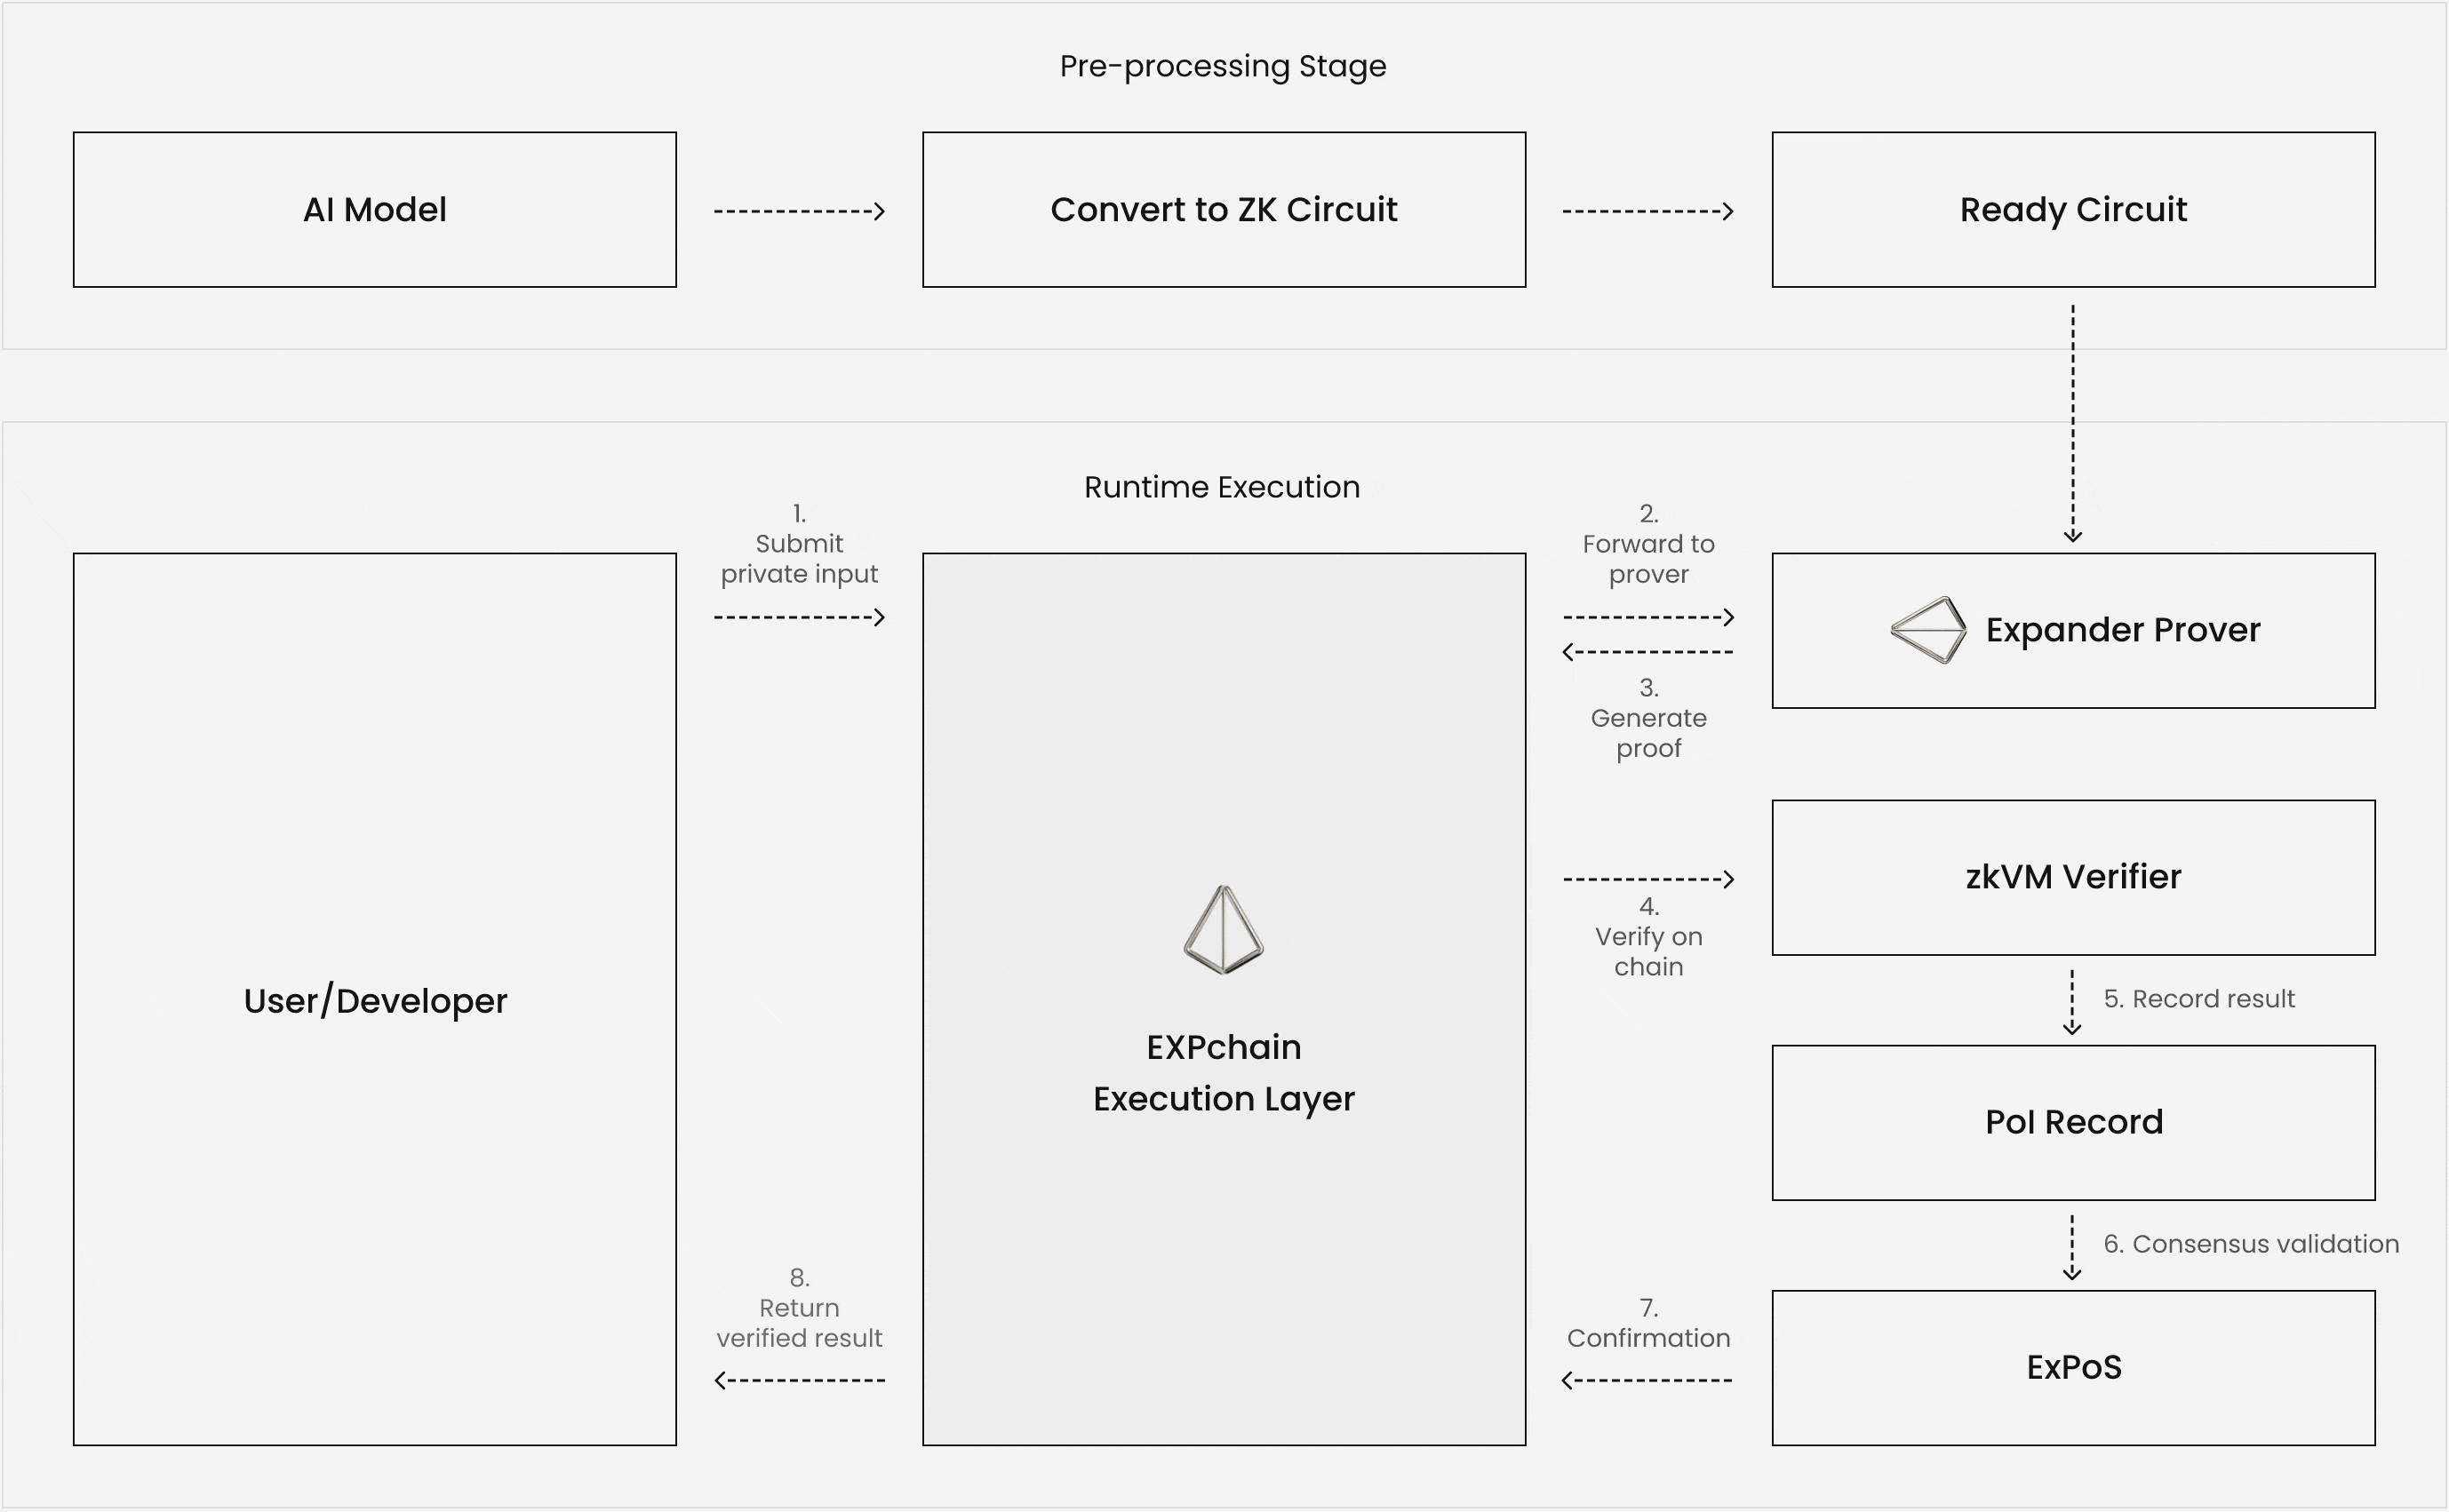 Pre-processing Stage
AI Model
Convert to ZK Circuit
Ready Circuit
Runtime Execution
1.
Submit
private input
2.
Forward to
prover
Expander Prover
3.
Generate
proof
zkVM Verifier
4.
Verify on
chain
User/Developer
EXPchain
Execution Layer
5. Record result
PoI Record
6. Consensus validation
8.
Return
verified result
7.
Confirmation
ExPoS